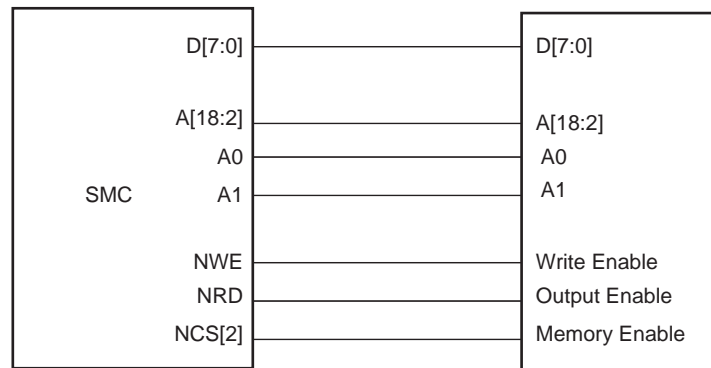 D[7:0] D[7:0]
A[18:2] A[18:2]
A0 A0
SMC A1 A1
NWE Write Enable
NRD Output Enable
NCS[2] Memory Enable